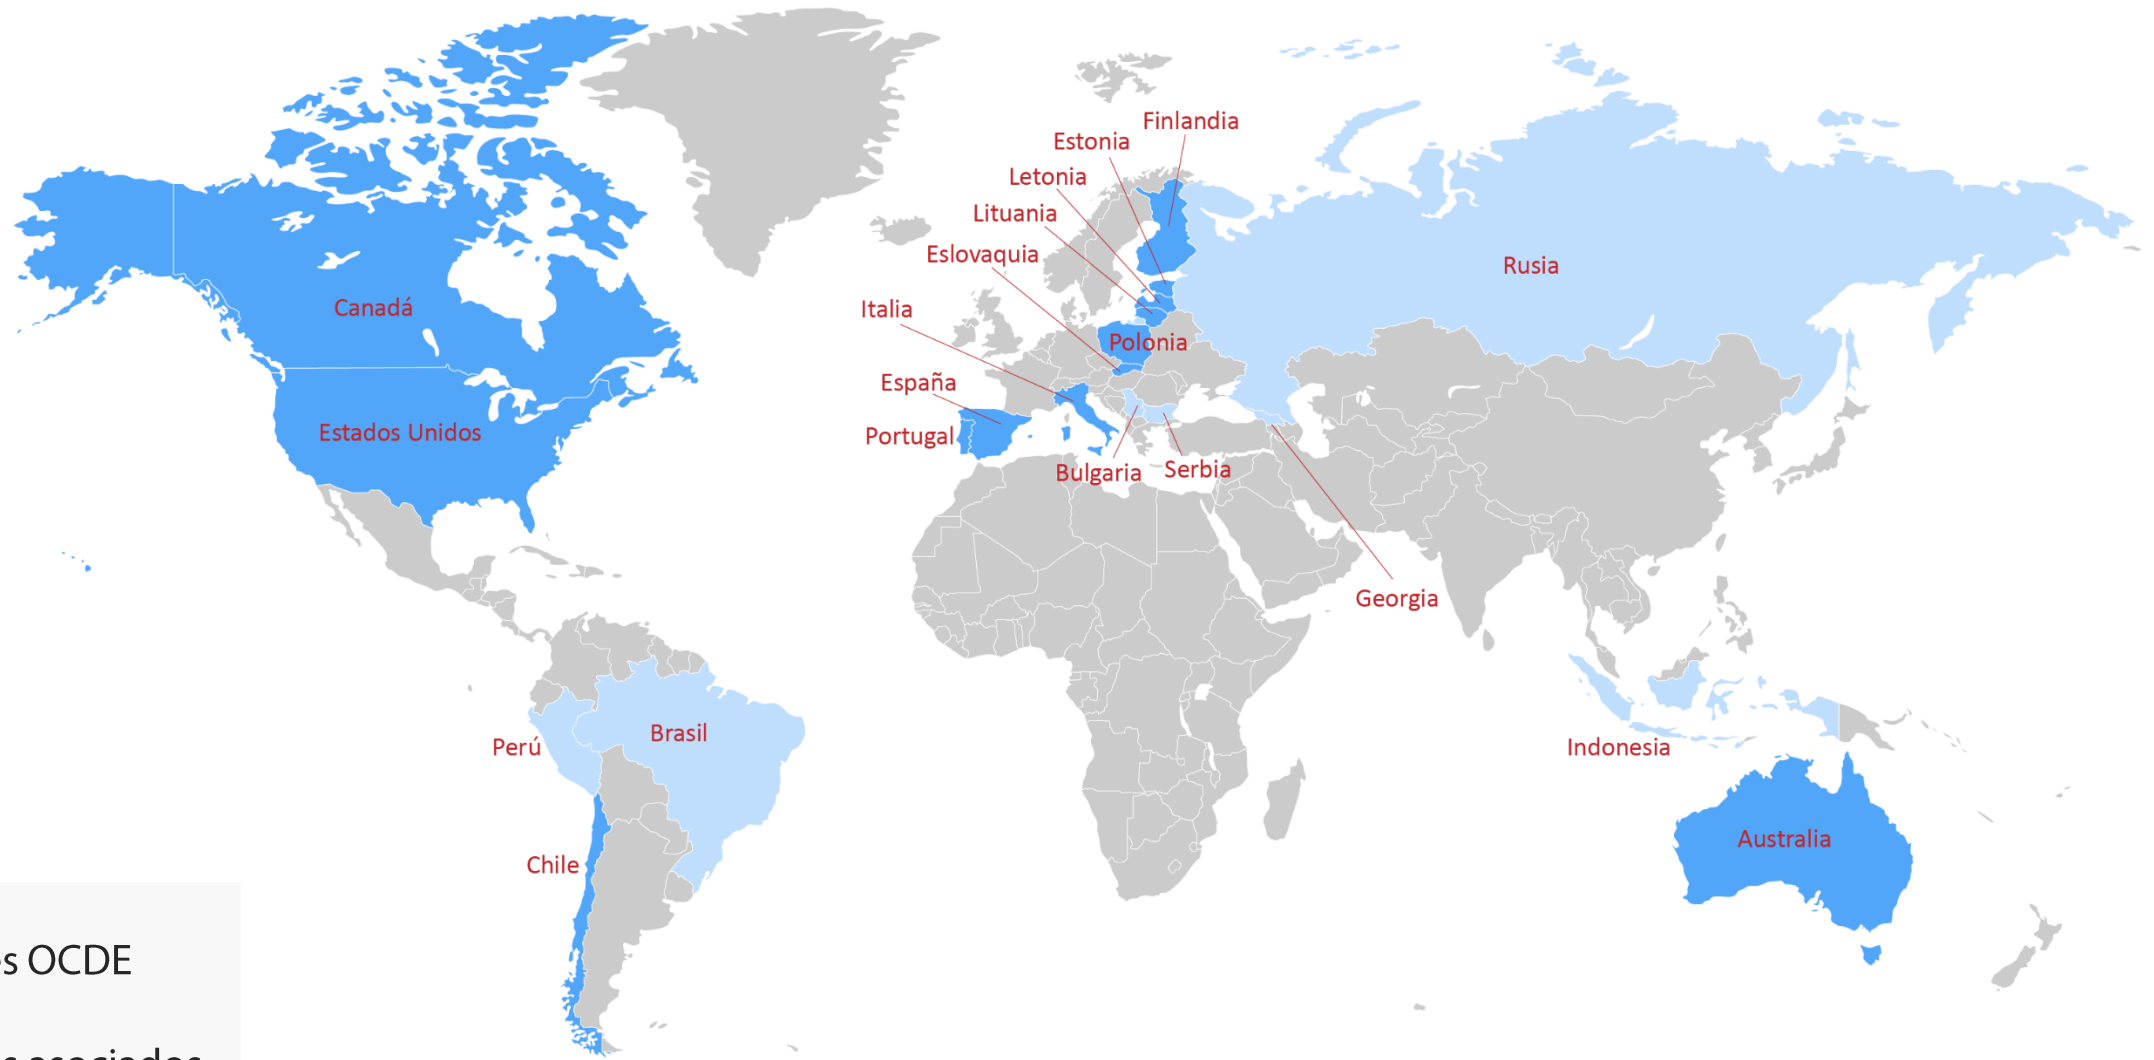 Finlandia
Estonia
Letonia
Lituania
Eslovaquia
Rusia
Canadá
Italia
Polonia
España
Estados Unidos
Portugal
Bulgaria
Serbia
Georgia
Perú
Brasil
Indonesia
Australia
Chile
OCDE
asociados